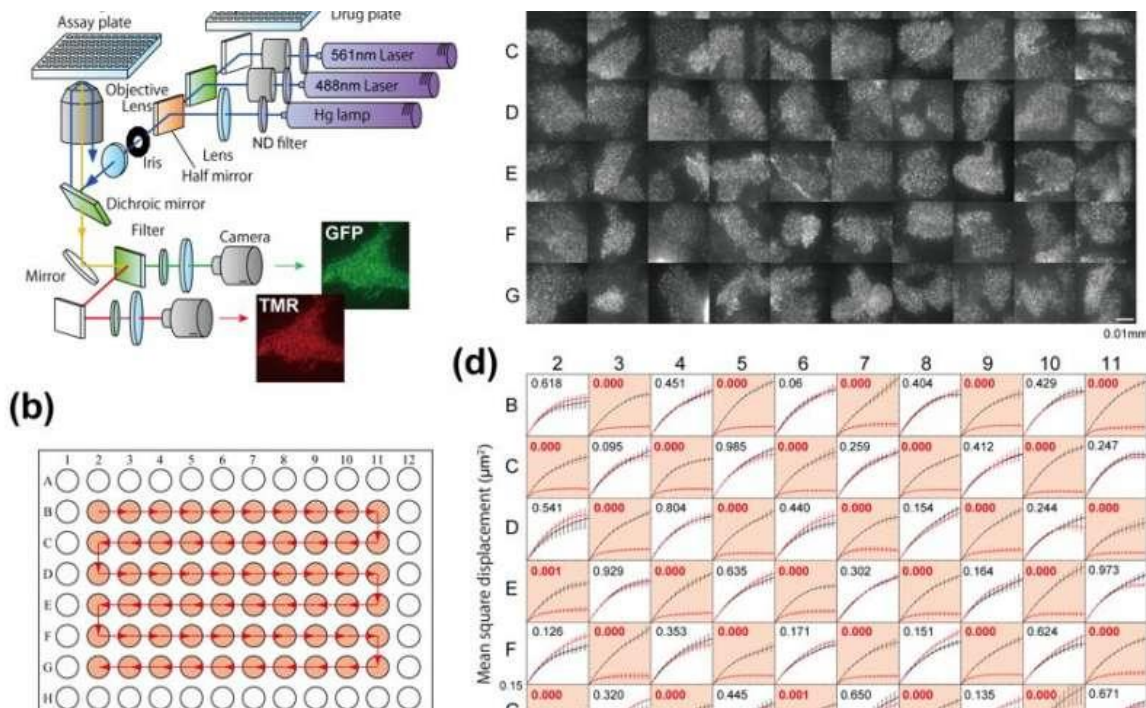 Assay plate
Drug plate
561nm Laser
488nm Laser
Hg lamp
Objective
Lens
Iris
ND filter
Lens
Half mirror
Dichroic mirror
Filter
Camera
Mirror
GFP
TMR
C
D
E
F
G
0.01mm
(b)
1 2 3 4 5 6 7 8 9 10 11 12
A
B
C
D
E
F
G
H
(d)
2 3 4 5 6 7 8 9 10 11
Mean square displacement (μm²)
B
0.618 0.000 0.451 0.000 0.06 0.000 0.404 0.000 0.429 0.000
C
0.000 0.095 0.000 0.985 0.000 0.259 0.000 0.412 0.000 0.247
D
0.541 0.000 0.804 0.000 0.440 0.000 0.154 0.000 0.244 0.000
E
0.001 0.929 0.000 0.635 0.000 0.302 0.000 0.164 0.000 0.973
F
0.126 0.000 0.353 0.000 0.171 0.000 0.151 0.000 0.624 0.000
0.15
0.000 0.320 0.000 0.445 0.001 0.650 0.000 0.135 0.000 0.671